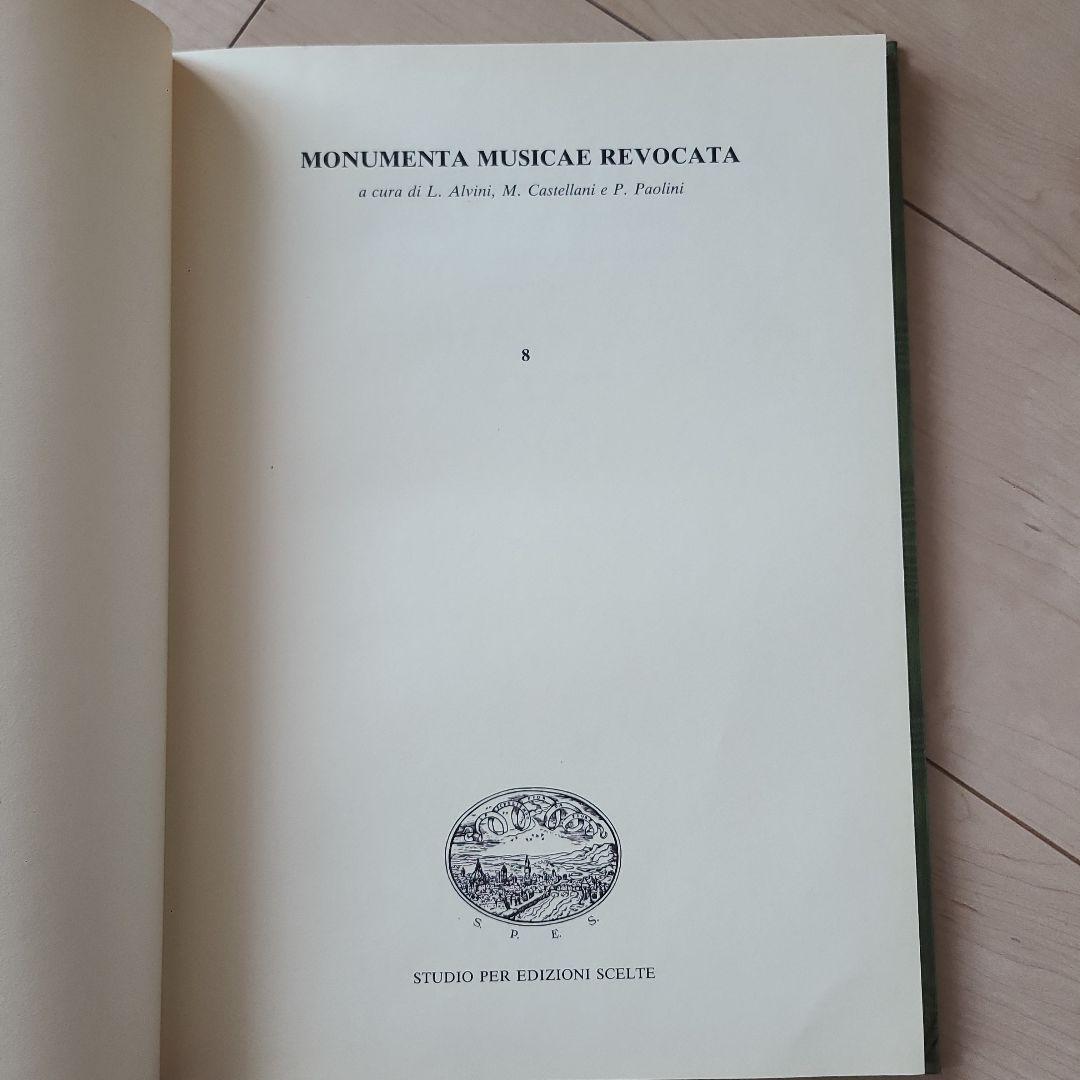 MONUMENTA MUSICAE REVOCATA
a cura di L. Alvini, M. Castellani e P. Paolini
8
S. P. E. S.
STUDIO PER EDIZIONI SCELTE